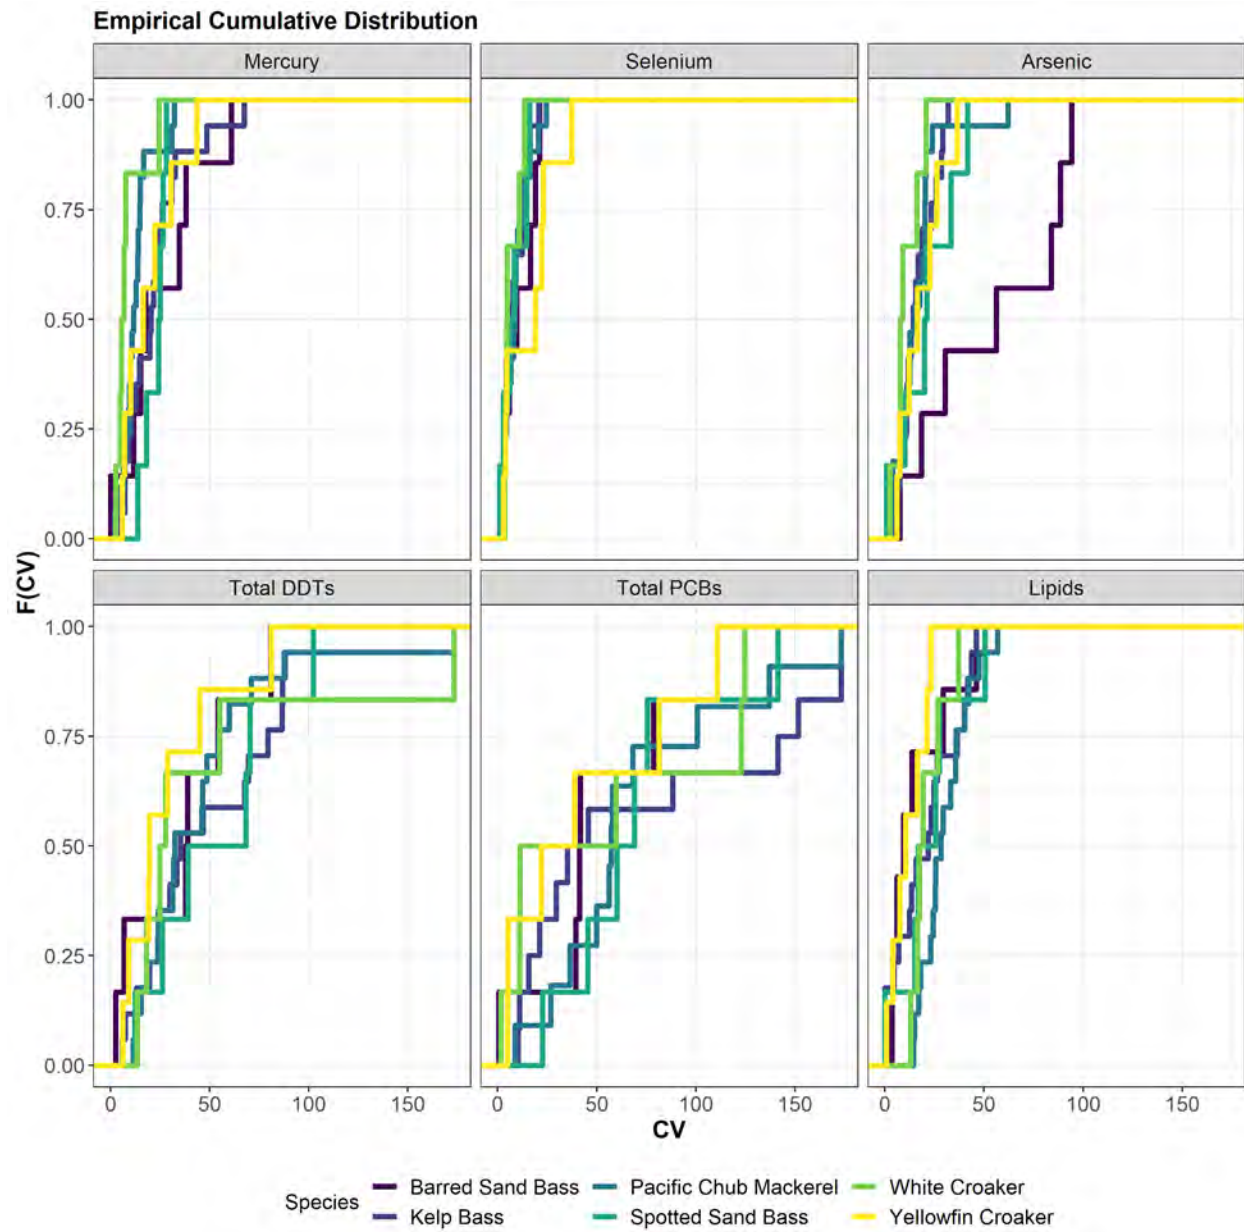 Empirical Cumulative Distribution
Mercury Selenium Arsenic
1.00
0.75
0.50
0.25
0.00
F(CV)
Total DDTs Total PCBs Lipids
1.00
0.75
0.50
0.25
0.00
0 50 100 150 0 50 100 150 0 50 100 150
CV
Species
Barred Sand Bass Pacific Chub Mackerel White Croaker
Kelp Bass Spotted Sand Bass Yellowfin Croaker